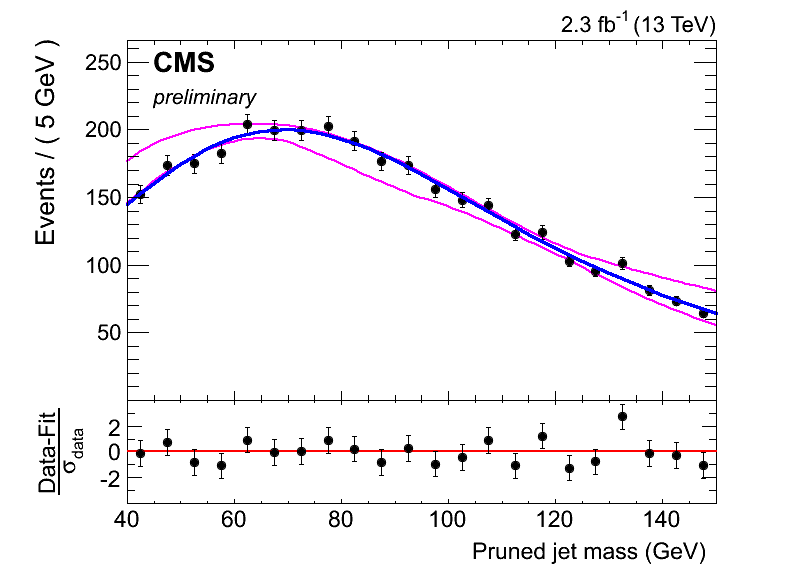 2.3 fb⁻¹ (13 TeV)
CMS
preliminary
Events / ( 5 GeV )
250
200
150
100
50
Data-Fit
σdata
2
0
-2
40 60 80 100 120 140
Pruned jet mass (GeV)